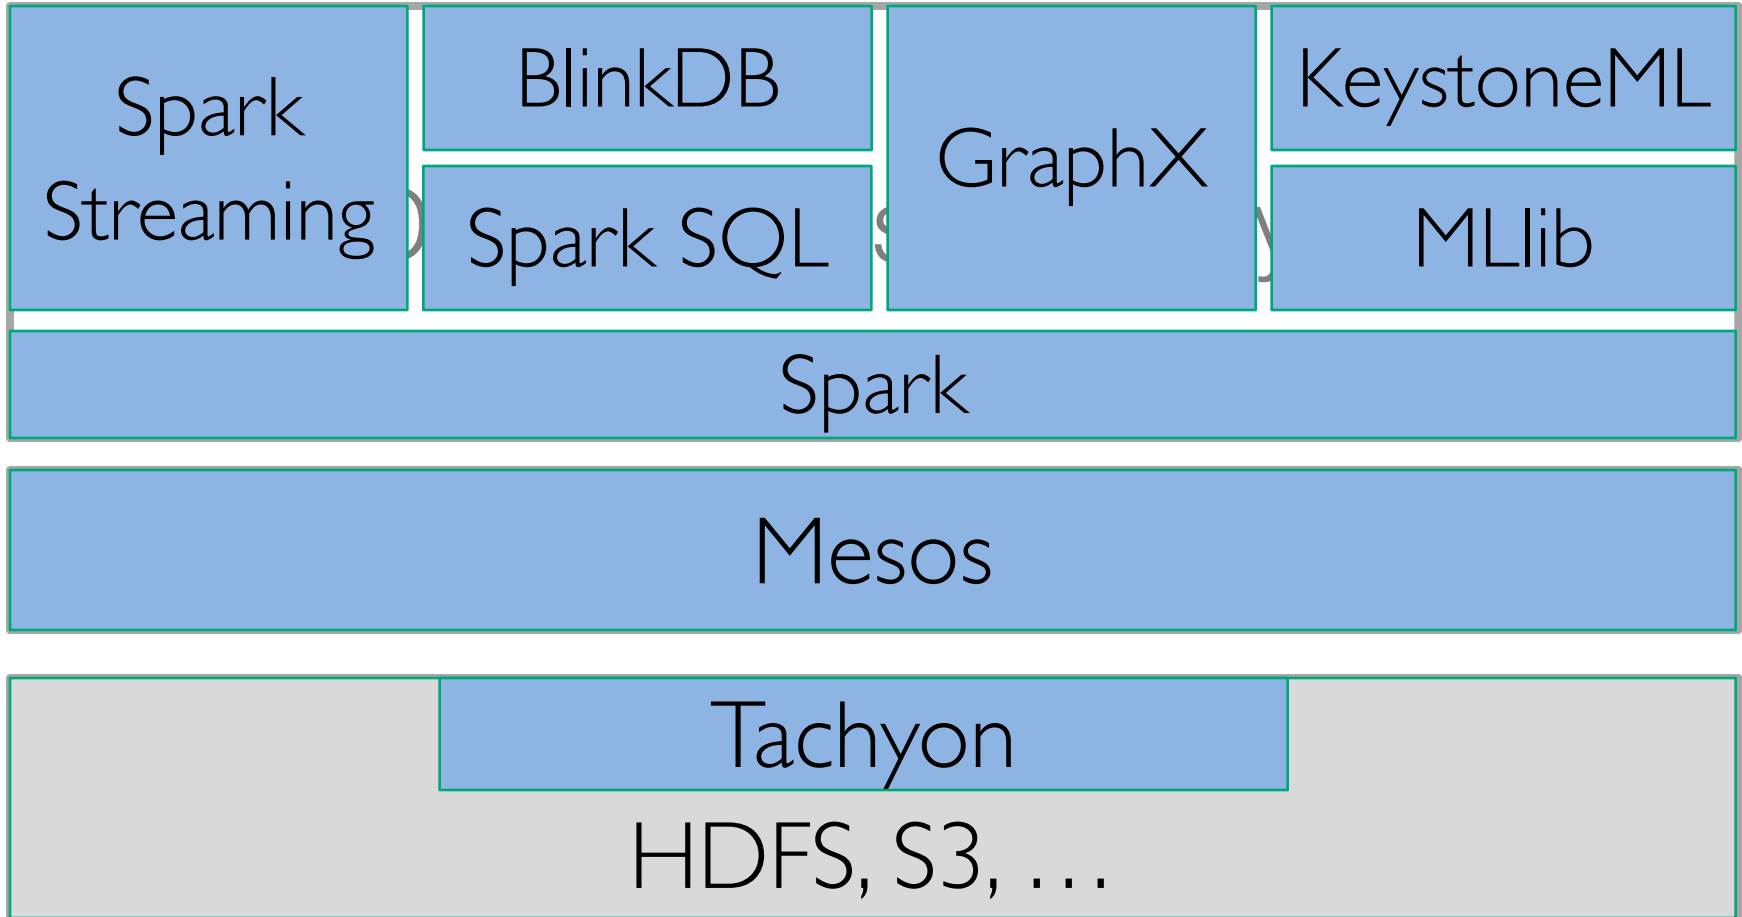 Spark
Streaming
BlinkDB
Spark SQL
GraphX
KeystoneML
MLlib
Spark
Mesos
Tachyon
HDFS, S3, …